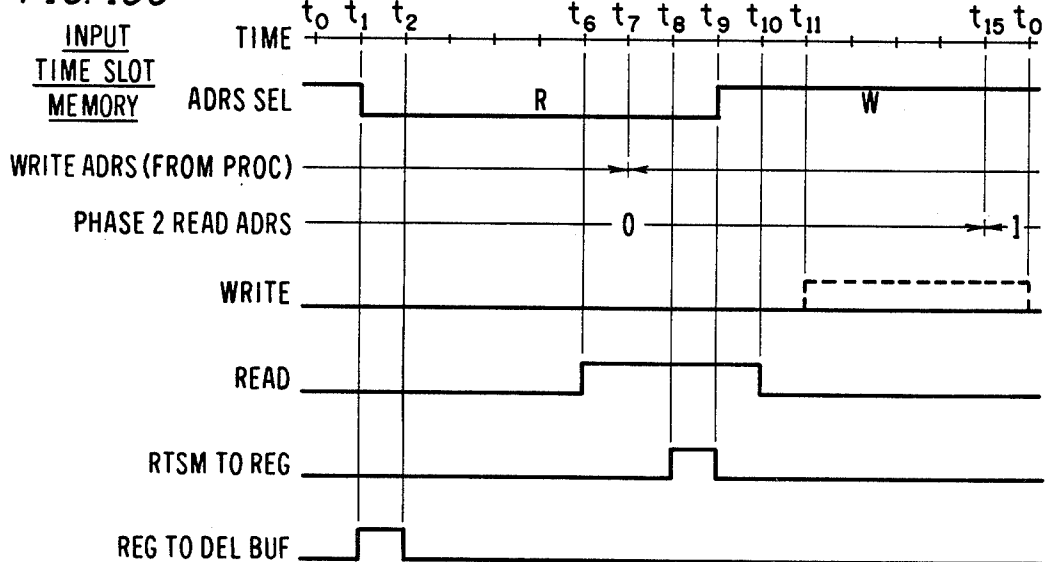 t0 t1 t2 t6 t7 t8 t9 t10 t11 t15 t0
INPUT
TIME SLOT
MEMORY
TIME
ADRS SEL R W
WRITE ADRS (FROM PROC)
PHASE 2 READ ADRS 0 1
WRITE
READ
RTSM TO REG
REG TO DEL BUF